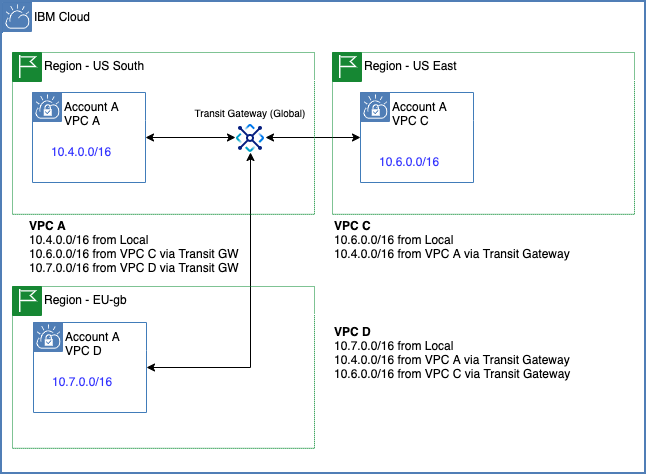 IBM Cloud
Region - US South
Account A
VPC A
10.4.0.0/16
Transit Gateway (Global)
Region - US East
Account A
VPC C
10.6.0.0/16
VPC A
10.4.0.0/16 from Local
10.6.0.0/16 from VPC C via Transit GW
10.7.0.0/16 from VPC D via Transit GW
VPC C
10.6.0.0/16 from Local
10.4.0.0/16 from VPC A via Transit Gateway
Region - EU-gb
Account A
VPC D
10.7.0.0/16
VPC D
10.7.0.0/16 from Local
10.4.0.0/16 from VPC A via Transit Gateway
10.6.0.0/16 from VPC C via Transit Gateway